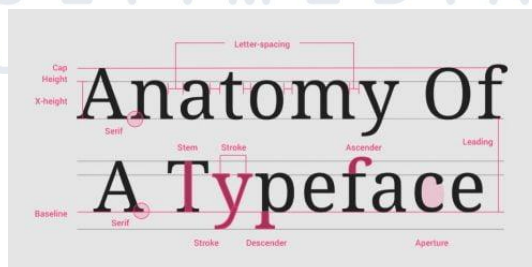 Letter-spacing
Cap
Height
Anatomy Of
X-height
Serif
Leading
Stem Stroke Ascender
A Typeface
Baseline
Serif
Stroke Descender Aperture